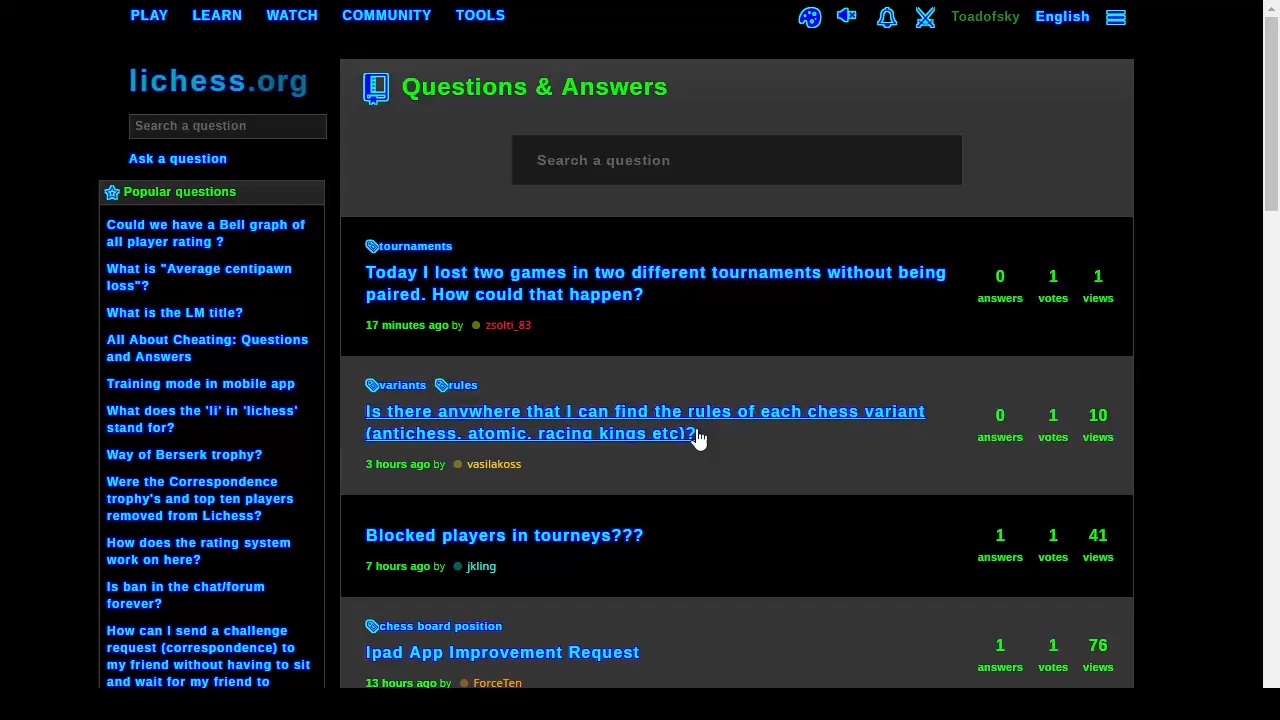 PLAY LEARN WATCH COMMUNITY TOOLS Toadofsky English
lichess.org
Search a question
Ask a question
Popular questions
Could we have a Bell graph of
all player rating ?
What is "Average centipawn
loss"?
What is the LM title?
All About Cheating: Questions
and Answers
Training mode in mobile app
What does the 'li' in 'lichess'
stand for?
Way of Berserk trophy?
Were the Correspondence
trophy's and top ten players
removed from Lichess?
How does the rating system
work on here?
Is ban in the chat/forum
forever?
How can I send a challenge
request (correspondence) to
my friend without having to sit
and wait for my friend to
Questions & Answers
Search a question
tournaments
Today I lost two games in two different tournaments without being
paired. How could that happen?
17 minutes ago by zsolti_83
0 1 1
answers votes views
variants rules
Is there anywhere that I can find the rules of each chess variant
(antichess, atomic, racing kings etc)?
3 hours ago by vasilakoss
0 1 10
answers votes views
Blocked players in tourneys???
7 hours ago by jkling
1 1 41
answers votes views
chess board position
Ipad App Improvement Request
13 hours ago by ForceTen
1 1 76
answers votes views